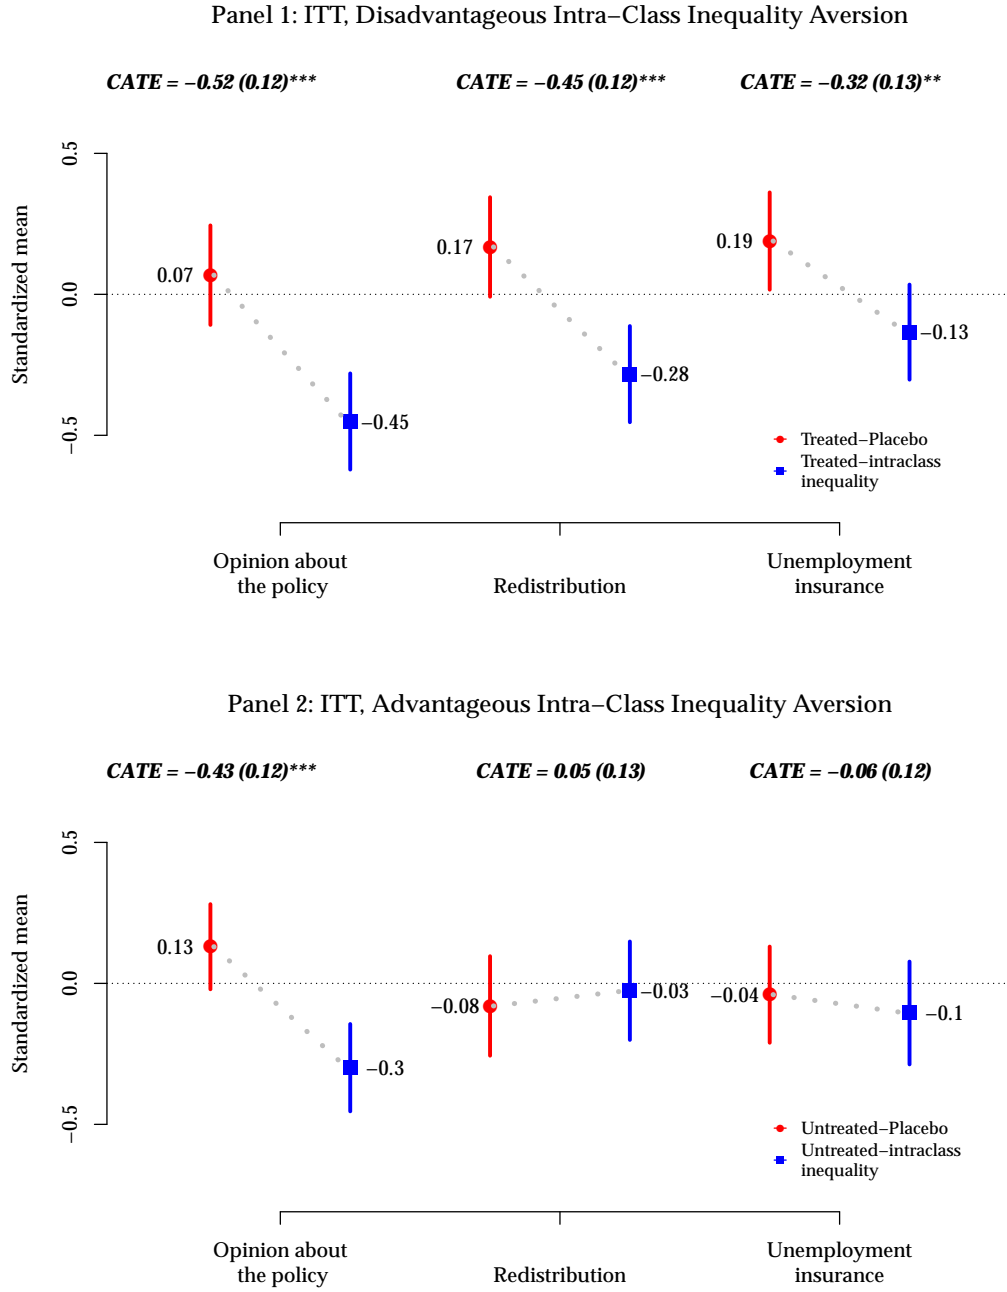 Panel 1: ITT, Disadvantageous Intra−Class Inequality Aversion
CATE = −0.52 (0.12)***
CATE = −0.45 (0.12)***
CATE = −0.32 (0.13)**
Standardized mean
0.5
0.0
−0.5
0.07
−0.45
0.17
−0.28
0.19
−0.13
Treated−Placebo
Treated−intraclass
inequality
Opinion about
the policy
Redistribution
Unemployment
insurance
Panel 2: ITT, Advantageous Intra−Class Inequality Aversion
CATE = −0.43 (0.12)***
CATE = 0.05 (0.13)
CATE = −0.06 (0.12)
Standardized mean
0.5
0.0
−0.5
0.13
−0.3
−0.08
−0.03
−0.04
−0.1
Untreated−Placebo
Untreated−intraclass
inequality
Opinion about
the policy
Redistribution
Unemployment
insurance